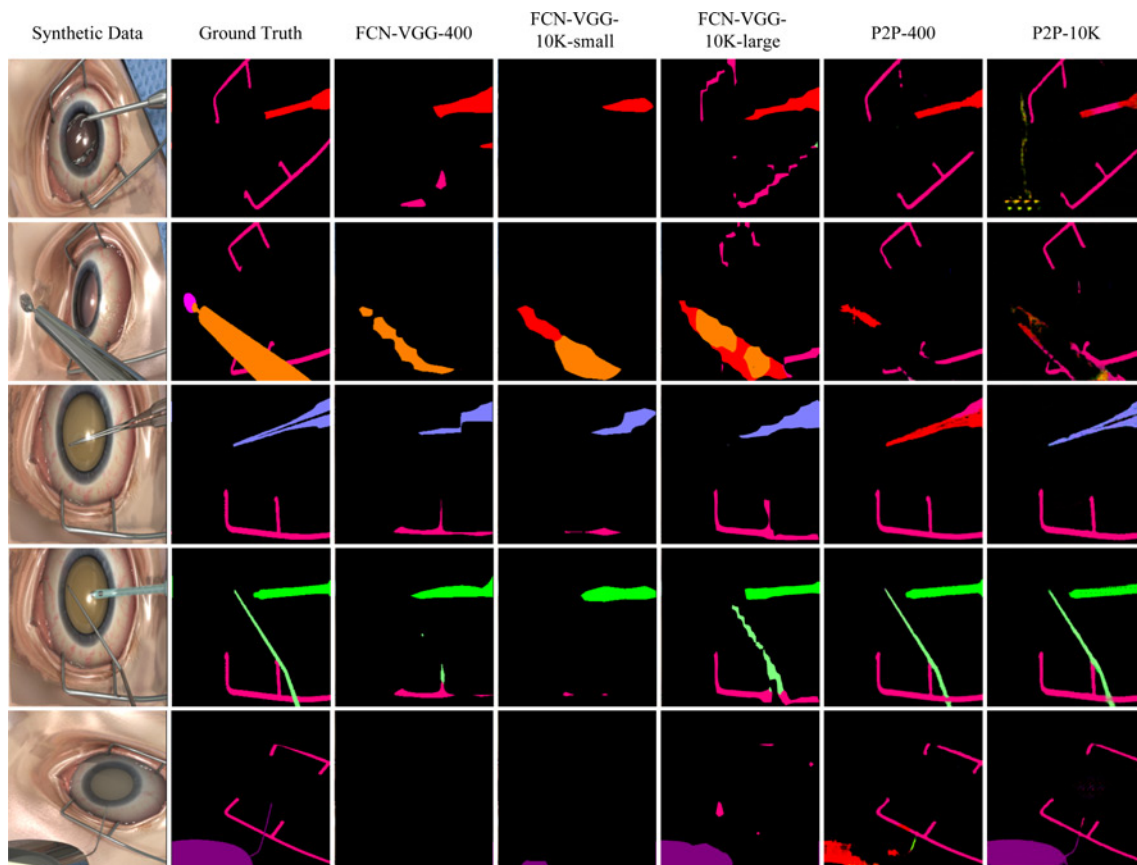 Synthetic Data Ground Truth FCN-VGG-400 FCN-VGG- FCN-VGG- P2P-400 P2P-10K
10K-small 10K-large